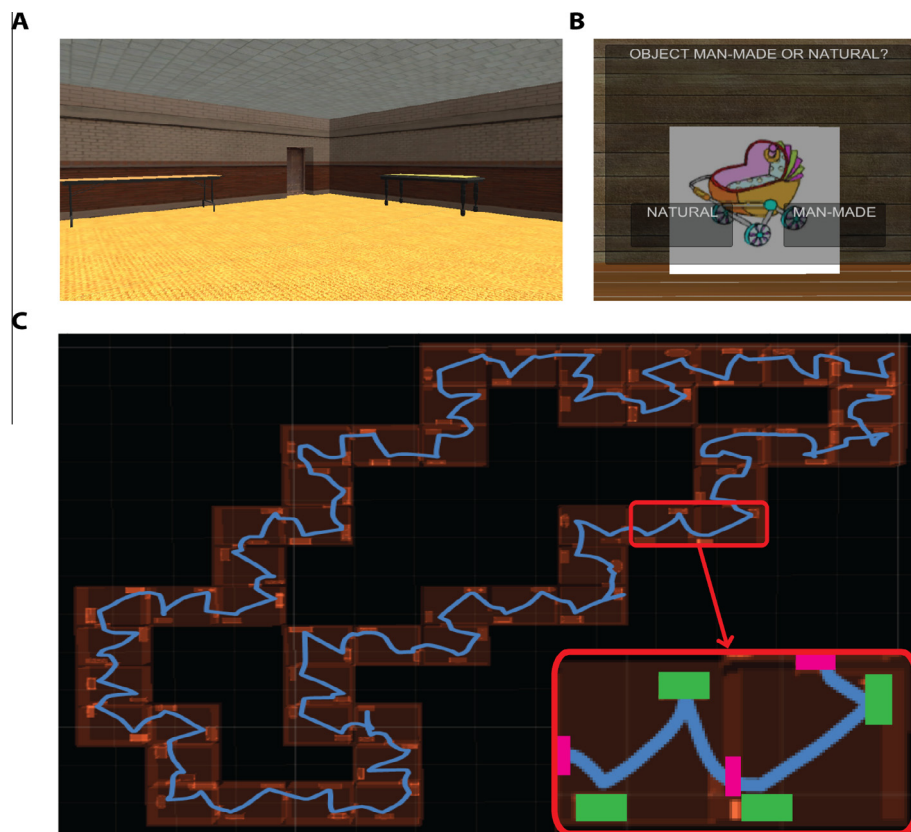 A
B
OBJECT MAN-MADE OR NATURAL?
NATURAL
MAN-MADE
C